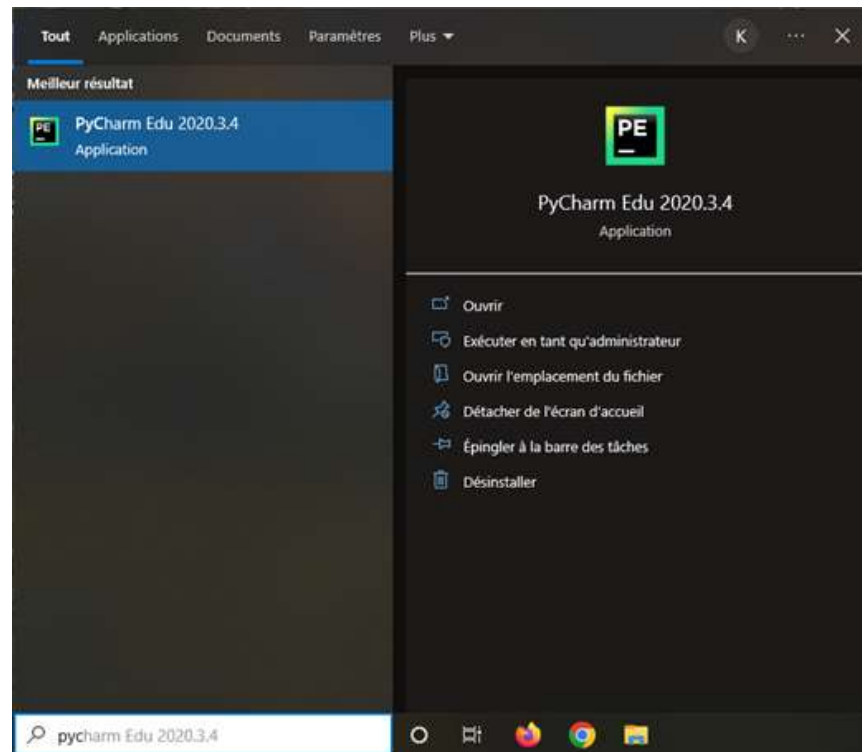 Tout Applications Documents Paramètres Plus
K
Meilleur résultat
PyCharm Edu 2020.3.4
Application
PE
PE
PyCharm Edu 2020.3.4
Application
Ouvrir
Exécuter en tant qu'administrateur
Ouvrir l'emplacement du fichier
Détacher de l'écran d'accueil
Épingler à la barre des tâches
Désinstaller
pycharm Edu 2020.3.4